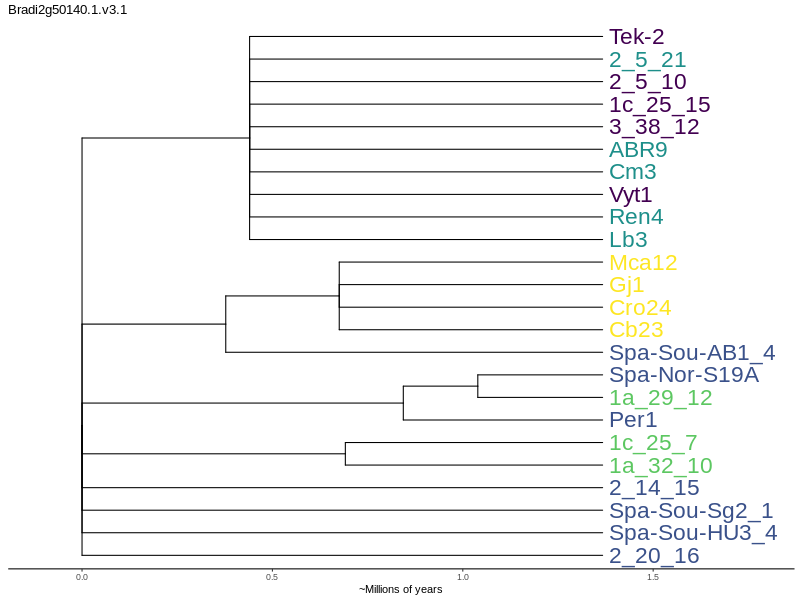 Bradi2g50140.1.v3.1
Tek-2
2_5_21
2_5_10
1c_25_15
3_38_12
ABR9
Cm3
Vyt1
Ren4
Lb3
Mca12
Gj1
Cro24
Cb23
Spa-Sou-AB1_4
Spa-Nor-S19A
1a_29_12
Per1
1c_25_7
1a_32_10
2_14_15
Spa-Sou-Sg2_1
Spa-Sou-HU3_4
2_20_16
0.0 0.5 1.0 1.5
~Millions of years